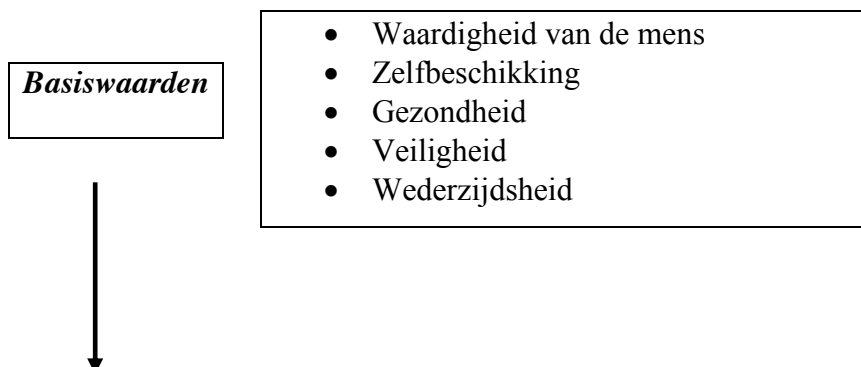 Basiswaarden
• Waardigheid van de mens
• Zelfbeschikking
• Gezondheid
• Veiligheid
• Wederzijdsheid